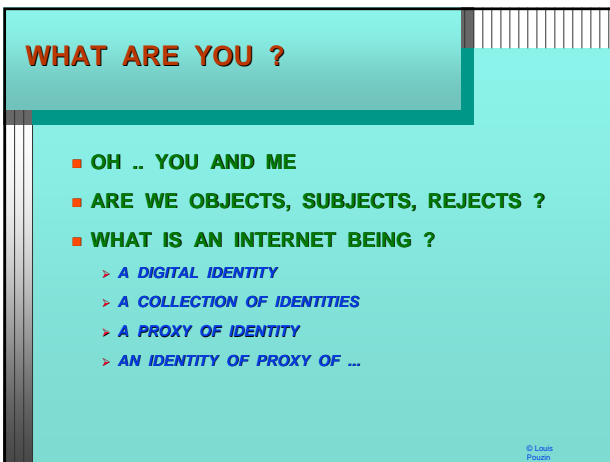 WHAT ARE YOU ?
OH .. YOU AND ME
ARE WE OBJECTS, SUBJECTS, REJECTS ?
WHAT IS AN INTERNET BEING ?
A DIGITAL IDENTITY
A COLLECTION OF IDENTITIES
A PROXY OF IDENTITY
AN IDENTITY OF PROXY OF ...
© Louis
Pouzin